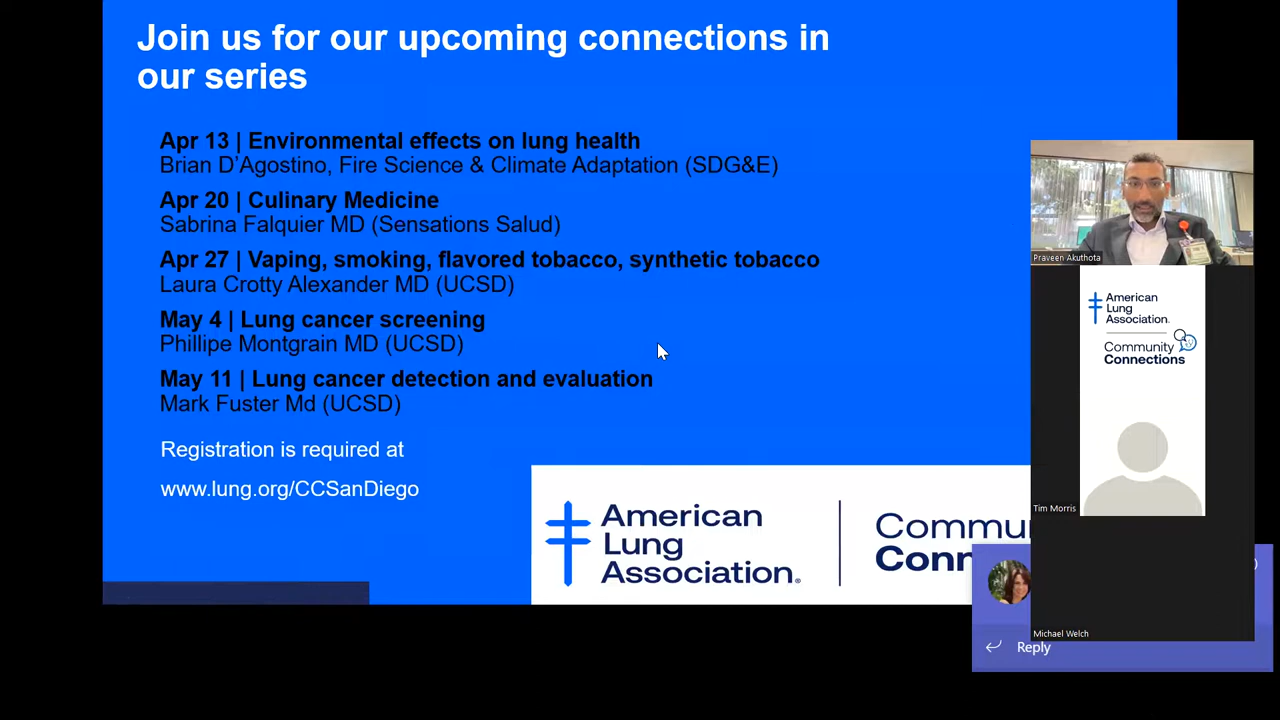 Join us for our upcoming connections in
our series
Apr 13 | Environmental effects on lung health
Brian D’Agostino, Fire Science & Climate Adaptation (SDG&E)
Apr 20 | Culinary Medicine
Sabrina Falquier MD (Sensations Salud)
Apr 27 | Vaping, smoking, flavored tobacco, synthetic tobacco
Laura Crotty Alexander MD (UCSD)
May 4 | Lung cancer screening
Phillipe Montgrain MD (UCSD)
May 11 | Lung cancer detection and evaluation
Mark Fuster Md (UCSD)
Registration is required at
www.lung.org/CCSanDiego
American
Lung
Association.
Commu
Conn
Praveen Akuthota
American
Lung
Association.
Community
Connections
Tim Morris
Michael Welch
Reply